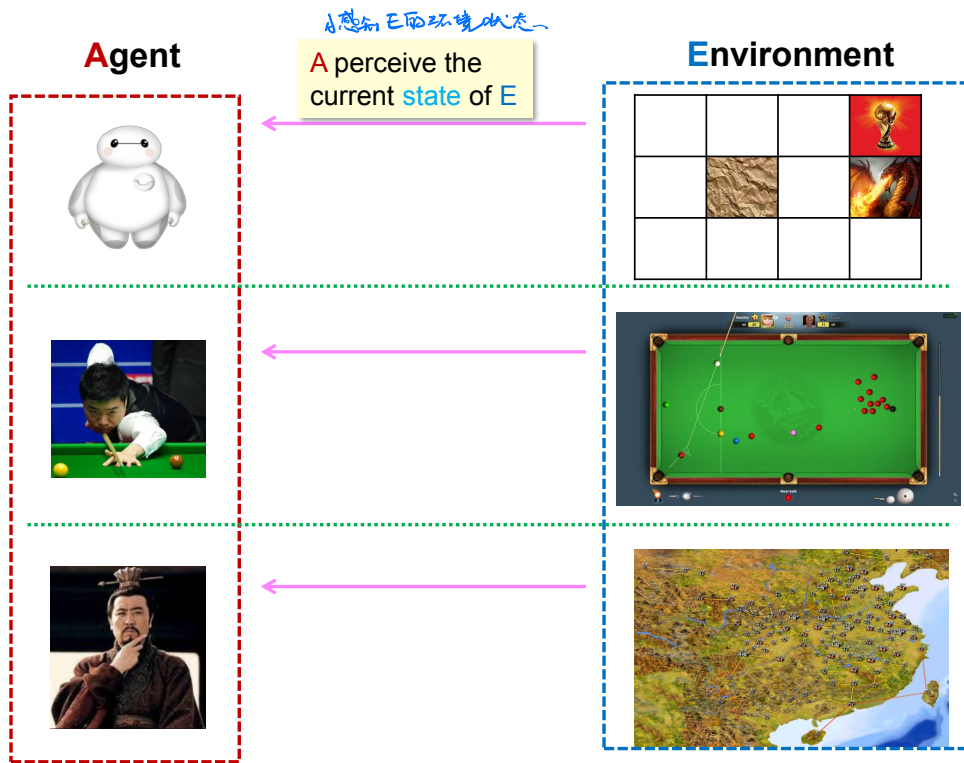 A感知E的环境状态
Agent
A perceive the
current state of E
Environment